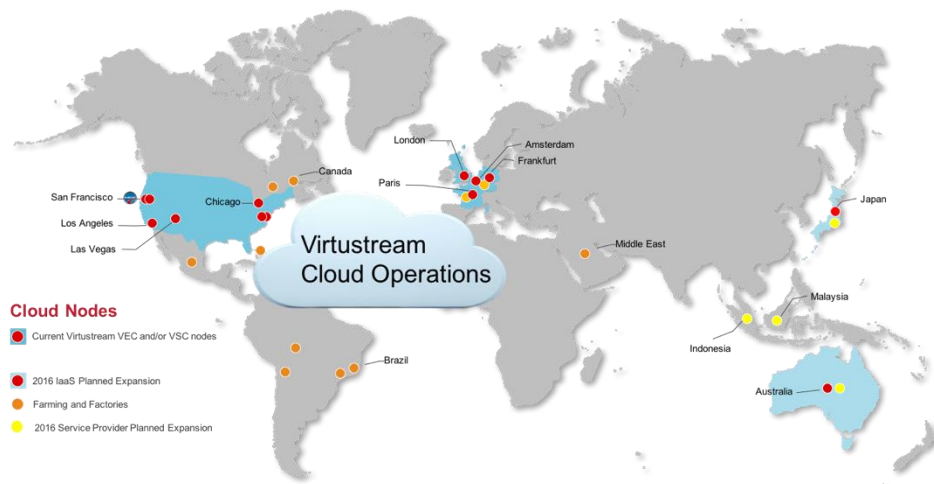 London
Amsterdam
Frankfurt
Canada
Paris
San Francisco
Chicago
Japan
Los Angeles
Las Vegas
Virtustream
Cloud Operations
Middle East
Malaysia
Indonesia
Cloud Nodes
Current Virtustream VEC and/or VSC nodes
Brazil
2016 IaaS Planned Expansion
Australia
Farming and Factories
2016 Service Provider Planned Expansion